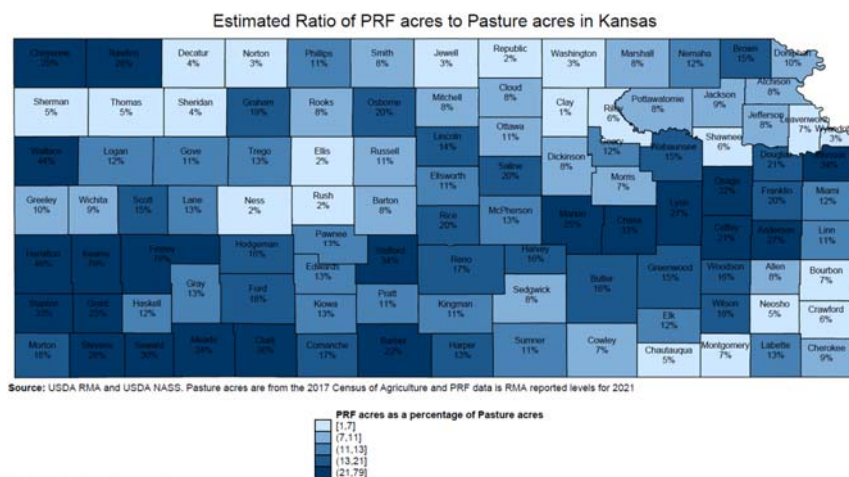 Estimated Ratio of PRF acres to Pasture acres in Kansas
Cheyenne Rawlins Decatur Norton Phillips Smith Jewell Republic Washington Marshall Nemaha Brown Doniphan
4% 3% 11% 8% 3% 2% 3% 8% 12% 15% 10%
Sherman Thomas Sheridan Graham Rooks Osborne Mitchell Cloud Clay Riley Pottawatomie Jackson Atchison
5% 5% 4% 19% 8% 20% 8% 8% 1% 6% 8% 9% 8%
Jefferson Leavenworth
8% 7% 3%
Wallace Logan Gove Trego Ellis Russell Lincoln Ottawa Dickinson Geary Wabaunsee Shawnee Douglas
44% 12% 11% 13% 2% 11% 14% 11% 8% 12% 15% 6% 21%
Ellsworth Saline Morris Osage Franklin Miami
11% 20% 7% 32% 20% 12%
Greeley Wichita Scott Lane Ness Rush Barton Rice McPherson Marion Chase Lyon Coffey Anderson Linn
10% 9% 15% 13% 2% 2% 8% 20% 13% 11%
Hamilton Kearny Finney Hodgeman Pawnee Stafford Reno Harvey Butler Greenwood Woodson Allen Bourbon
16% 13% 34% 17% 16% 16% 15% 16% 8% 7%
Stanton Grant Haskell Gray Ford Edwards Kiowa Pratt Kingman Sedgwick Elk Wilson Neosho Crawford
12% 13% 18% 13% 13% 11% 11% 8% 12% 5% 6%
Morton Stevens Seward Meade Clark Comanche Barber Harper Sumner Cowley Chautauqua Montgomery Labette Cherokee
17% 13% 11% 7% 5% 7% 13% 9%
Source: USDA RMA and USDA NASS. Pasture acres are from the 2017 Census of Agriculture and PRF data is RMA reported levels for 2021
PRF acres as a percentage of Pasture acres
[1,7]
(7,11]
(11,13]
(13,21]
(21,79]